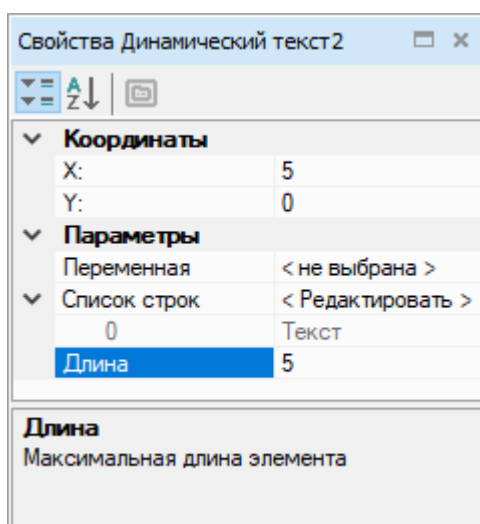 Свойства Динамический текст2
Координаты
X: 5
Y: 0
Параметры
Переменная < не выбрана >
Список строк < Редактировать >
0 Текст
Длина 5
Длина
Максимальная длина элемента